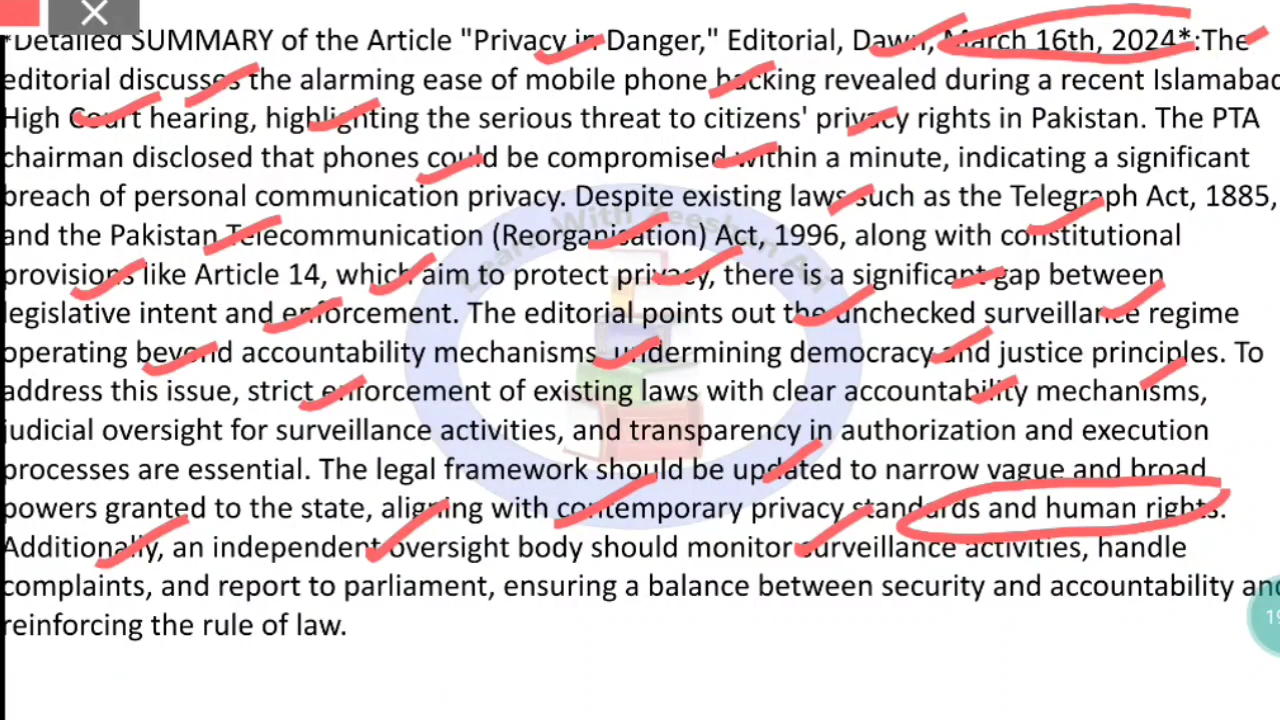 *Detailed SUMMARY of the Article "Privacy in Danger," Editorial, Dawn, March 16th, 2024*:The
editorial discusses the alarming ease of mobile phone hacking revealed during a recent Islamabad
High Court hearing, highlighting the serious threat to citizens' privacy rights in Pakistan. The PTA
chairman disclosed that phones could be compromised within a minute, indicating a significant
breach of personal communication privacy. Despite existing laws such as the Telegraph Act, 1885,
and the Pakistan Telecommunication (Reorganisation) Act, 1996, along with constitutional
provisions like Article 14, which aim to protect privacy, there is a significant gap between
legislative intent and enforcement. The editorial points out the unchecked surveillance regime
operating beyond accountability mechanisms, undermining democracy and justice principles. To
address this issue, strict enforcement of existing laws with clear accountability mechanisms,
judicial oversight for surveillance activities, and transparency in authorization and execution
processes are essential. The legal framework should be updated to narrow vague and broad
powers granted to the state, aligning with contemporary privacy standards and human rights.
Additionally, an independent oversight body should monitor surveillance activities, handle
complaints, and report to parliament, ensuring a balance between security and accountability and
reinforcing the rule of law.
Learn With Zeeshan Ali
19